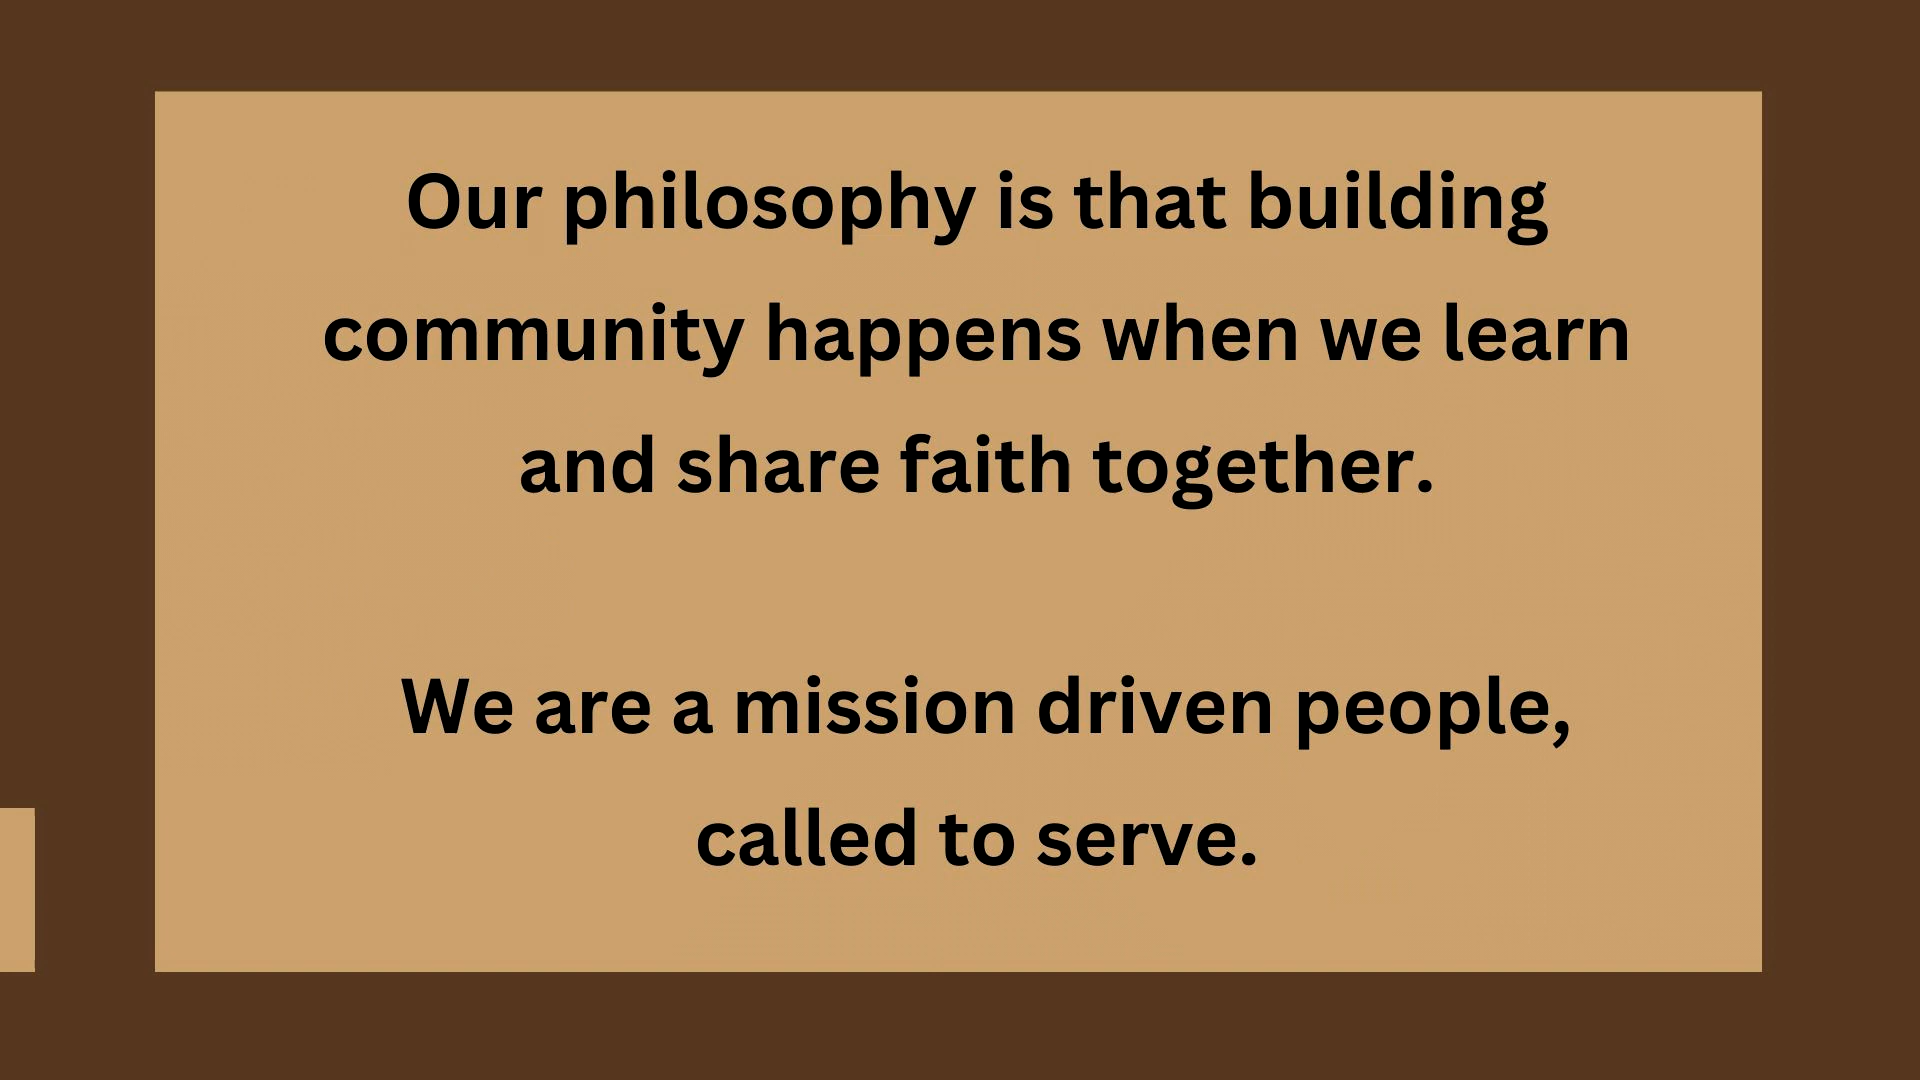 Our philosophy is that building
community happens when we learn
and share faith together.
We are a mission driven people,
called to serve.